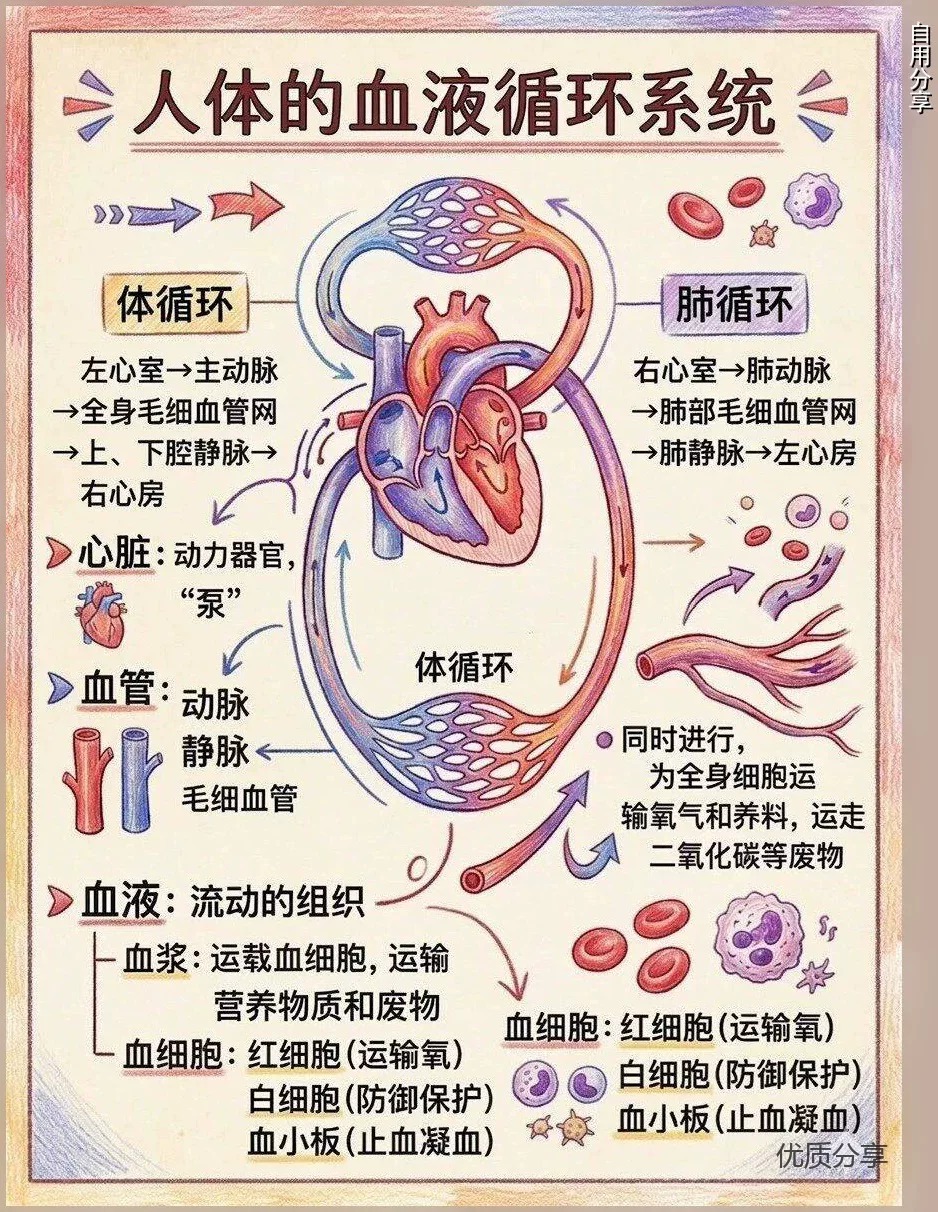 人体的血液循环系统
自用分享
体循环
左心室→主动脉
→全身毛细血管网
→上、下腔静脉→
右心房
肺循环
右心室→肺动脉
→肺部毛细血管网
→肺静脉→左心房
心脏：动力器官，
“泵”
血管：动脉
静脉
毛细血管
体循环
同时进行，
为全身细胞运
输氧气和养料，运走
二氧化碳等废物
血液：流动的组织
血浆：运载血细胞，运输
营养物质和废物
血细胞：红细胞(运输氧)
白细胞(防御保护)
血小板(止血凝血)
血细胞：红细胞(运输氧)
白细胞(防御保护)
血小板(止血凝血)
优质分享